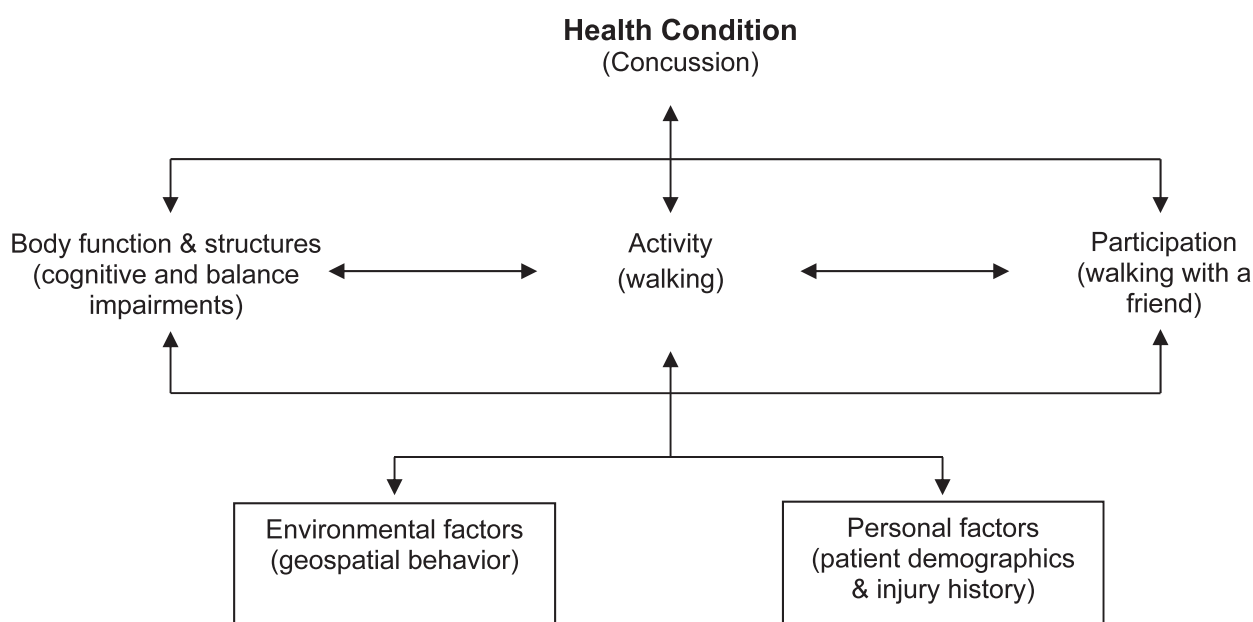 Health Condition
(Concussion)
Body function & structures
(cognitive and balance
impairments)
Activity
(walking)
Participation
(walking with a
friend)
Environmental factors
(geospatial behavior)
Personal factors
(patient demographics
& injury history)